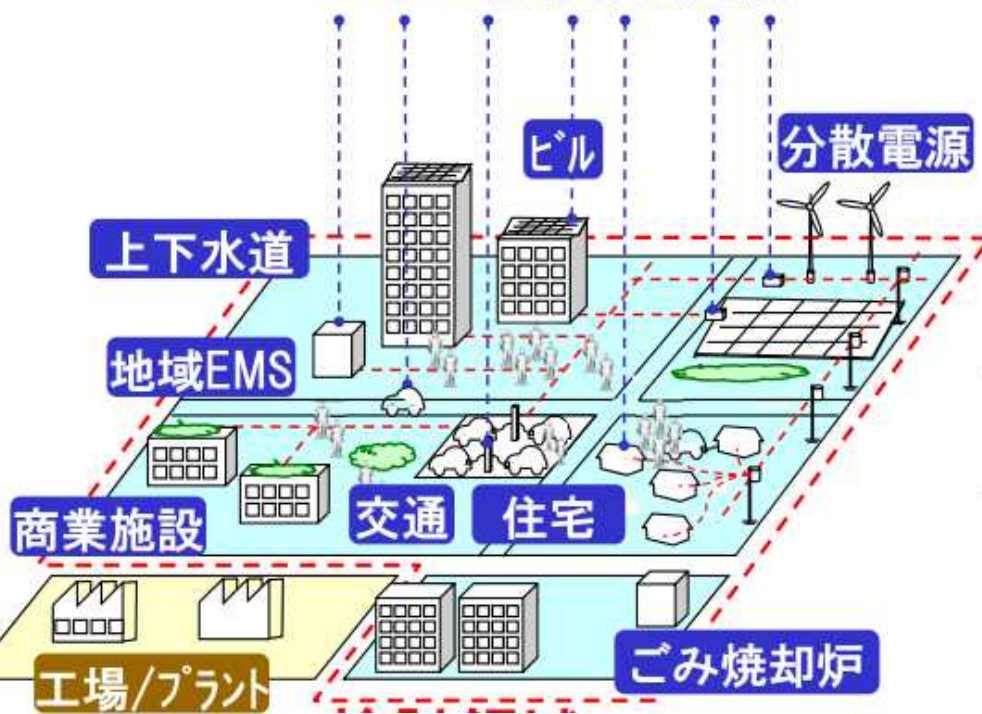 ビル
分散電源
上下水道
地域EMS
商業施設
交通
住宅
工場/プラント
ごみ焼却炉